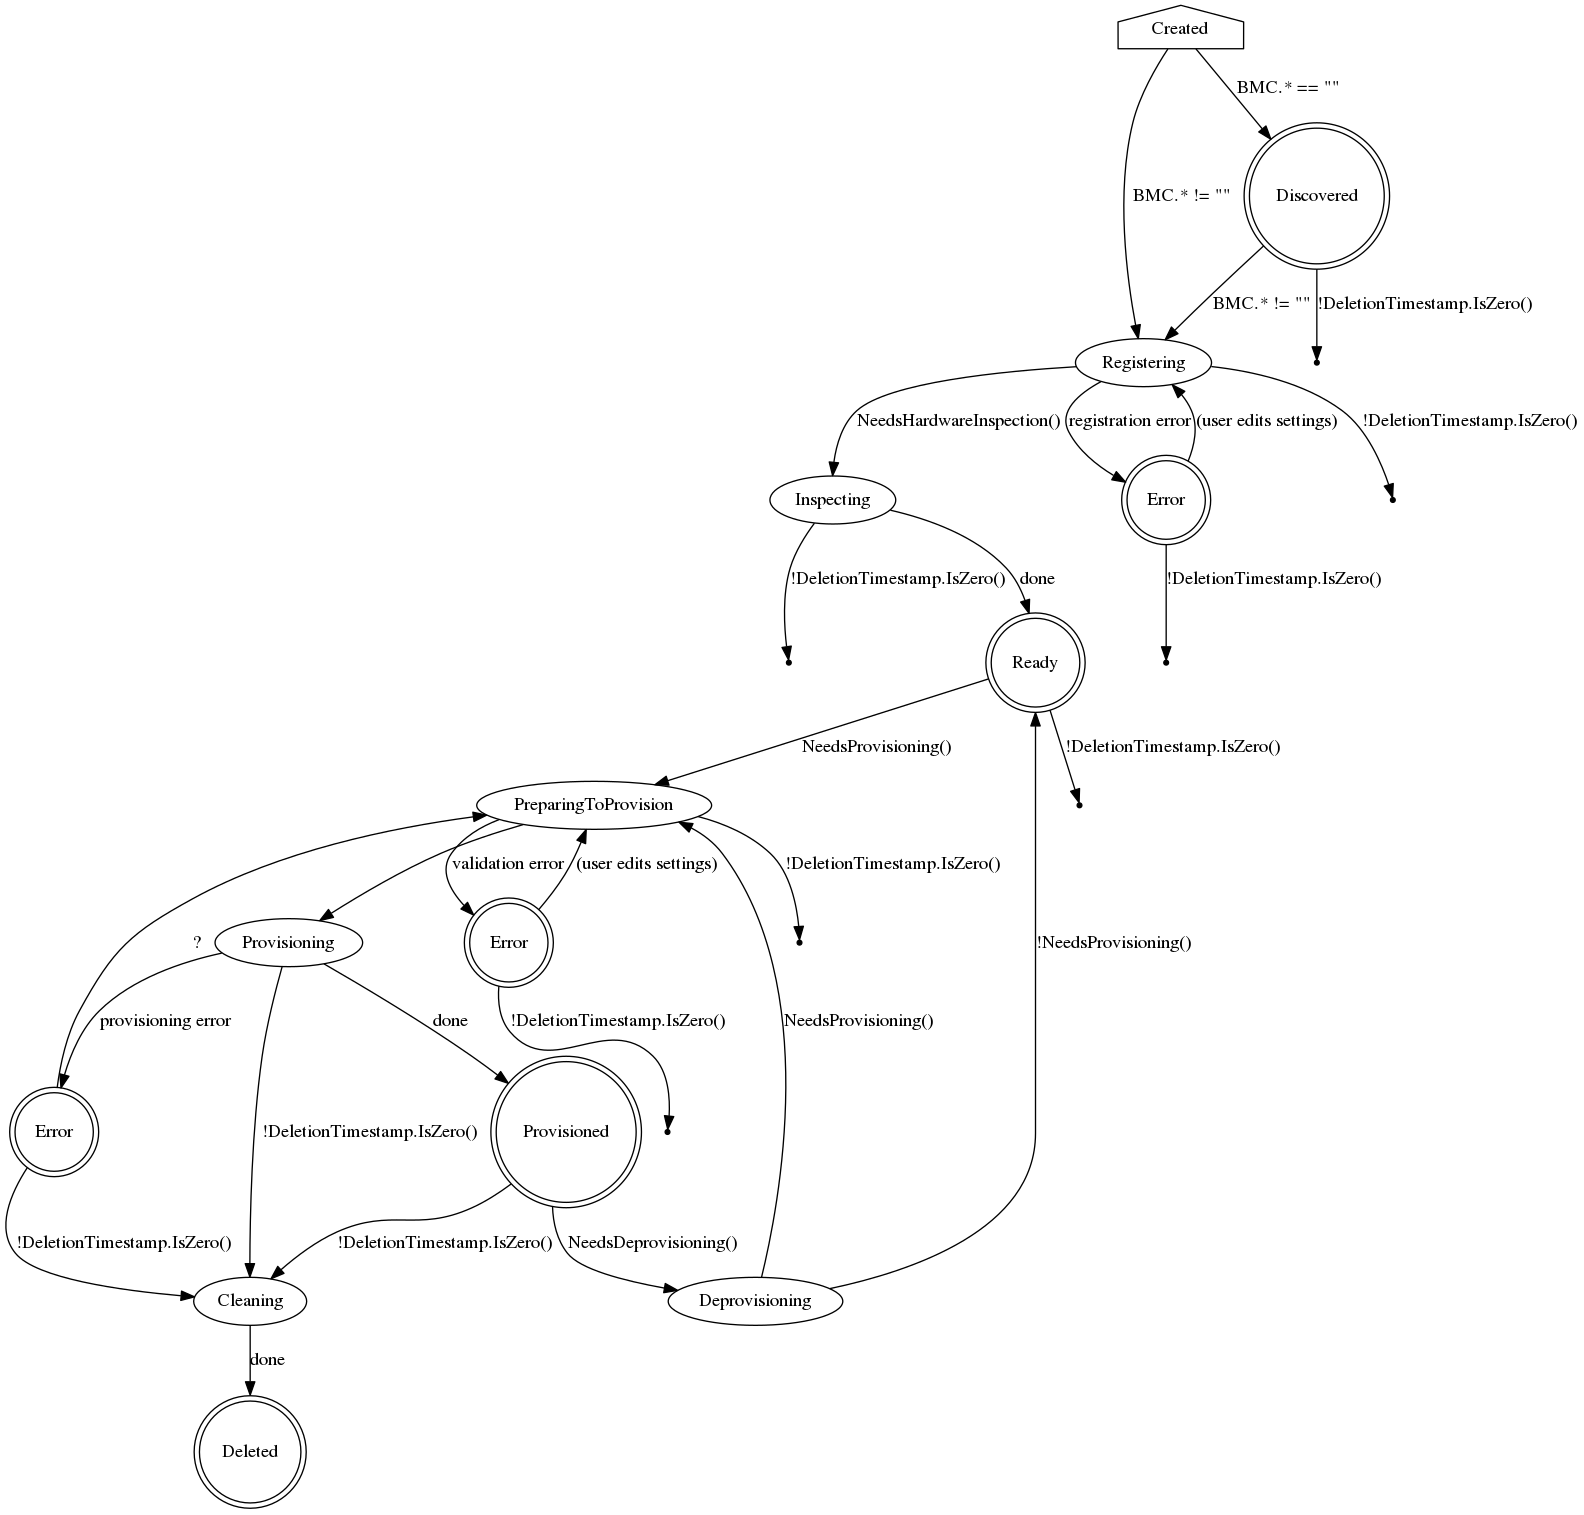 Created
BMC.* == ""
BMC.* != ""
Discovered
BMC.* != ""
!DeletionTimestamp.IsZero()
Registering
NeedsHardwareInspection()
registration error
(user edits settings)
!DeletionTimestamp.IsZero()
Inspecting
Error
!DeletionTimestamp.IsZero()
done
!DeletionTimestamp.IsZero()
Ready
NeedsProvisioning()
!DeletionTimestamp.IsZero()
PreparingToProvision
validation error
(user edits settings)
!DeletionTimestamp.IsZero()
?
Provisioning
Error
!NeedsProvisioning()
provisioning error
done
!DeletionTimestamp.IsZero()
NeedsProvisioning()
Error
!DeletionTimestamp.IsZero()
Provisioned
!DeletionTimestamp.IsZero()
!DeletionTimestamp.IsZero()
NeedsDeprovisioning()
Cleaning
Deprovisioning
done
Deleted